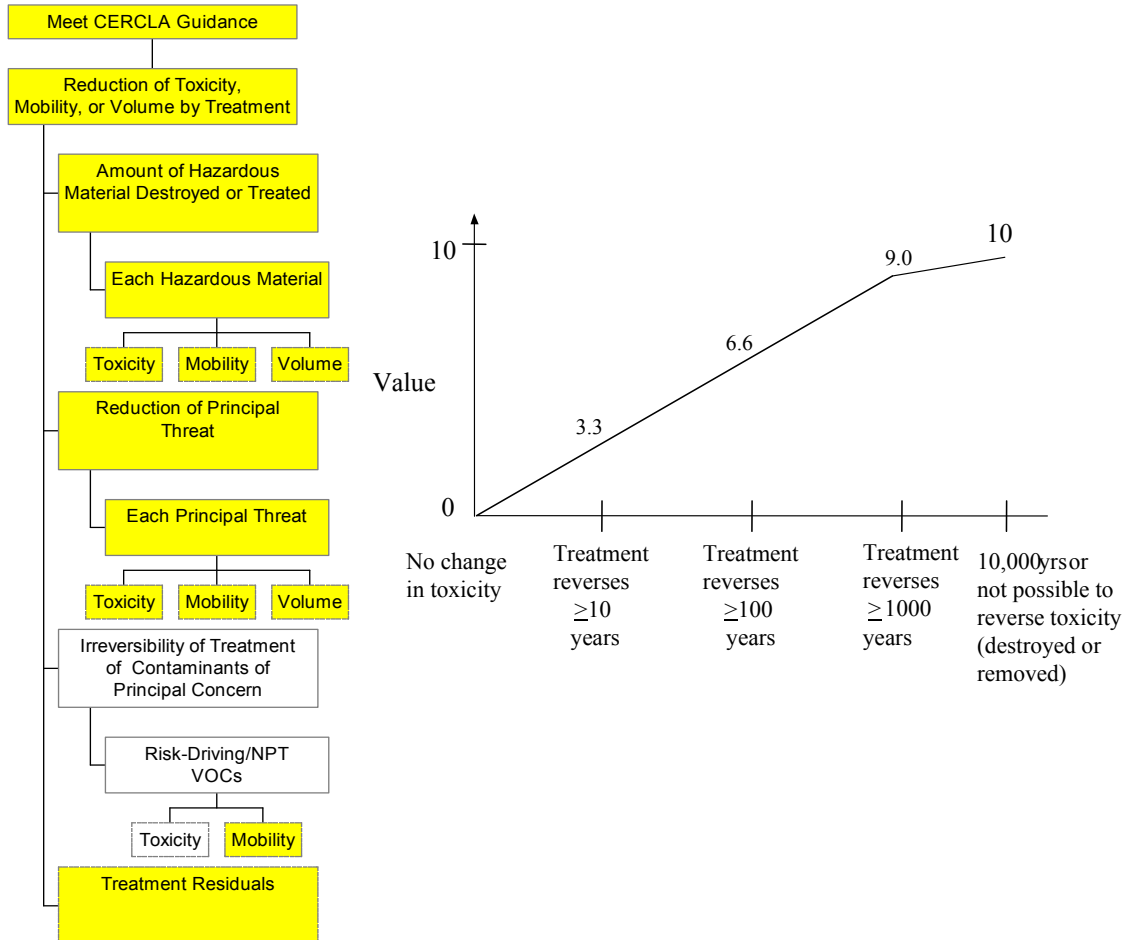 Meet CERCLA Guidance
Reduction of Toxicity,
Mobility, or Volume by Treatment
Amount of Hazardous
Material Destroyed or Treated
Each Hazardous Material
Toxicity
Mobility
Volume
Reduction of Principal
Threat
Each Principal Threat
Toxicity
Mobility
Volume
Irreversibility of Treatment
of Contaminants of
Principal Concern
Risk-Driving/NPT
VOCs
Toxicity
Mobility
Treatment Residuals
10
Value
0
3.3
6.6
9.0
10
No change
in toxicity
Treatment
reverses
≥10
years
Treatment
reverses
≥100
years
Treatment
reverses
≥1000
years
10,000yrsor
not possible to
reverse toxicity
(destroyed or
removed)